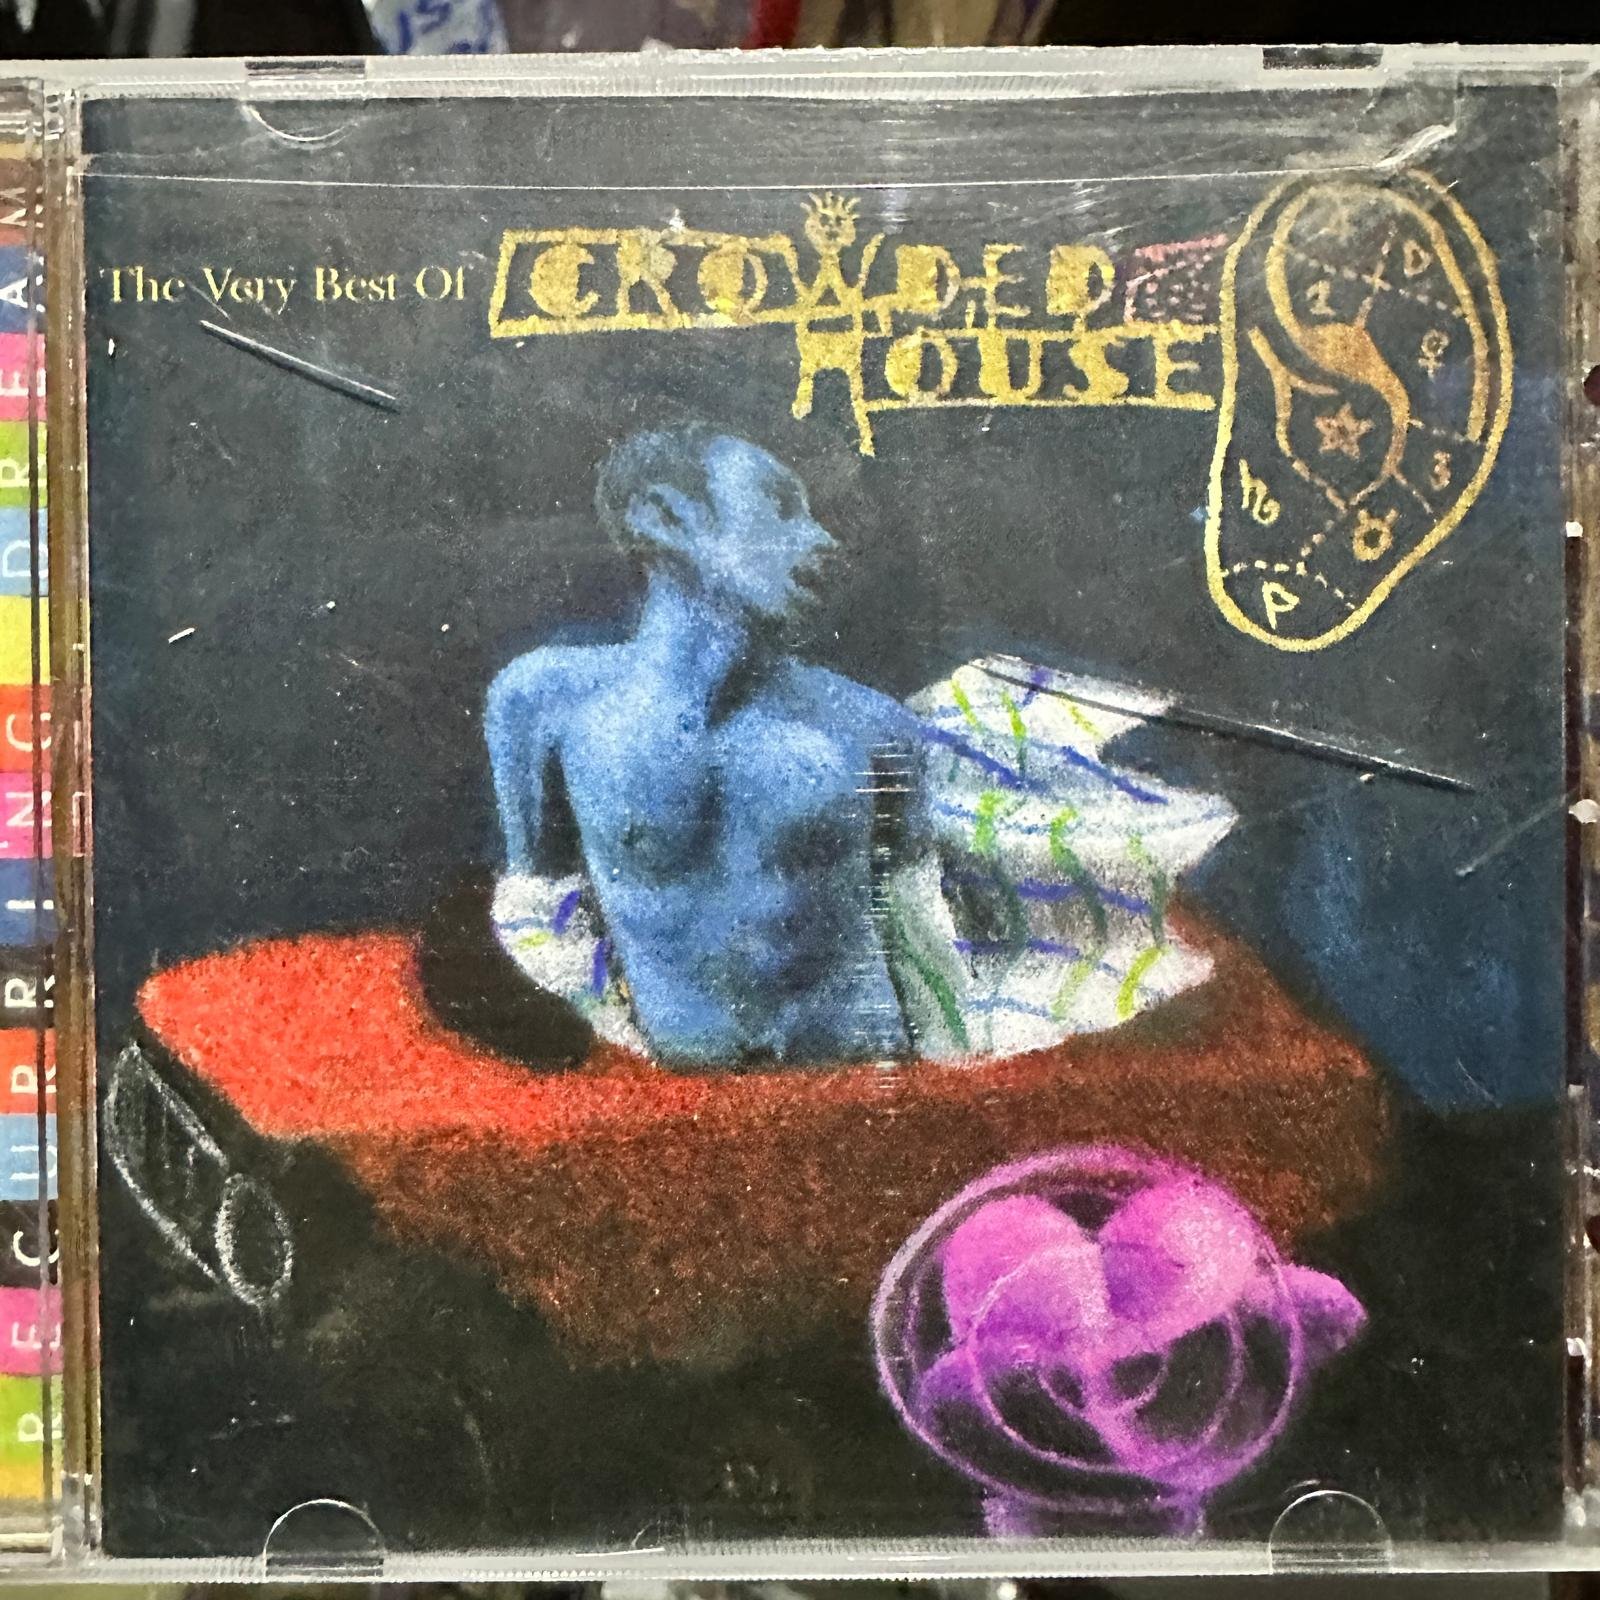 The Very Best Of
CROWDED
HOUSE
RECURRING DREAM